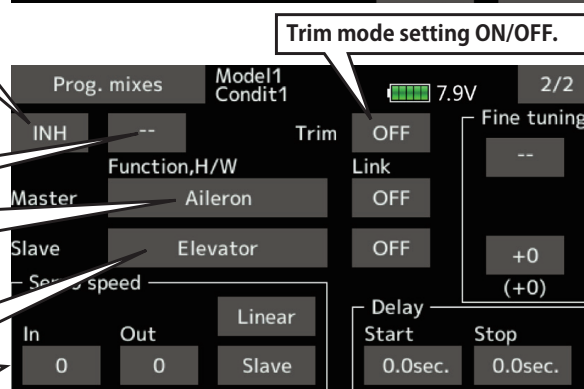 Trim mode setting ON/OFF.
Prog. mixes
Model1
Condit1
7.9V
2/2
INH
--
Trim
OFF
Fine tuning
--
Function,H/W
Link
Master
Aileron
OFF
Slave
Elevator
OFF
+0
(+0)
speed
Linear
Delay
In
Out
Start
Stop
0
0
Slave
0.0sec.
0.0sec.